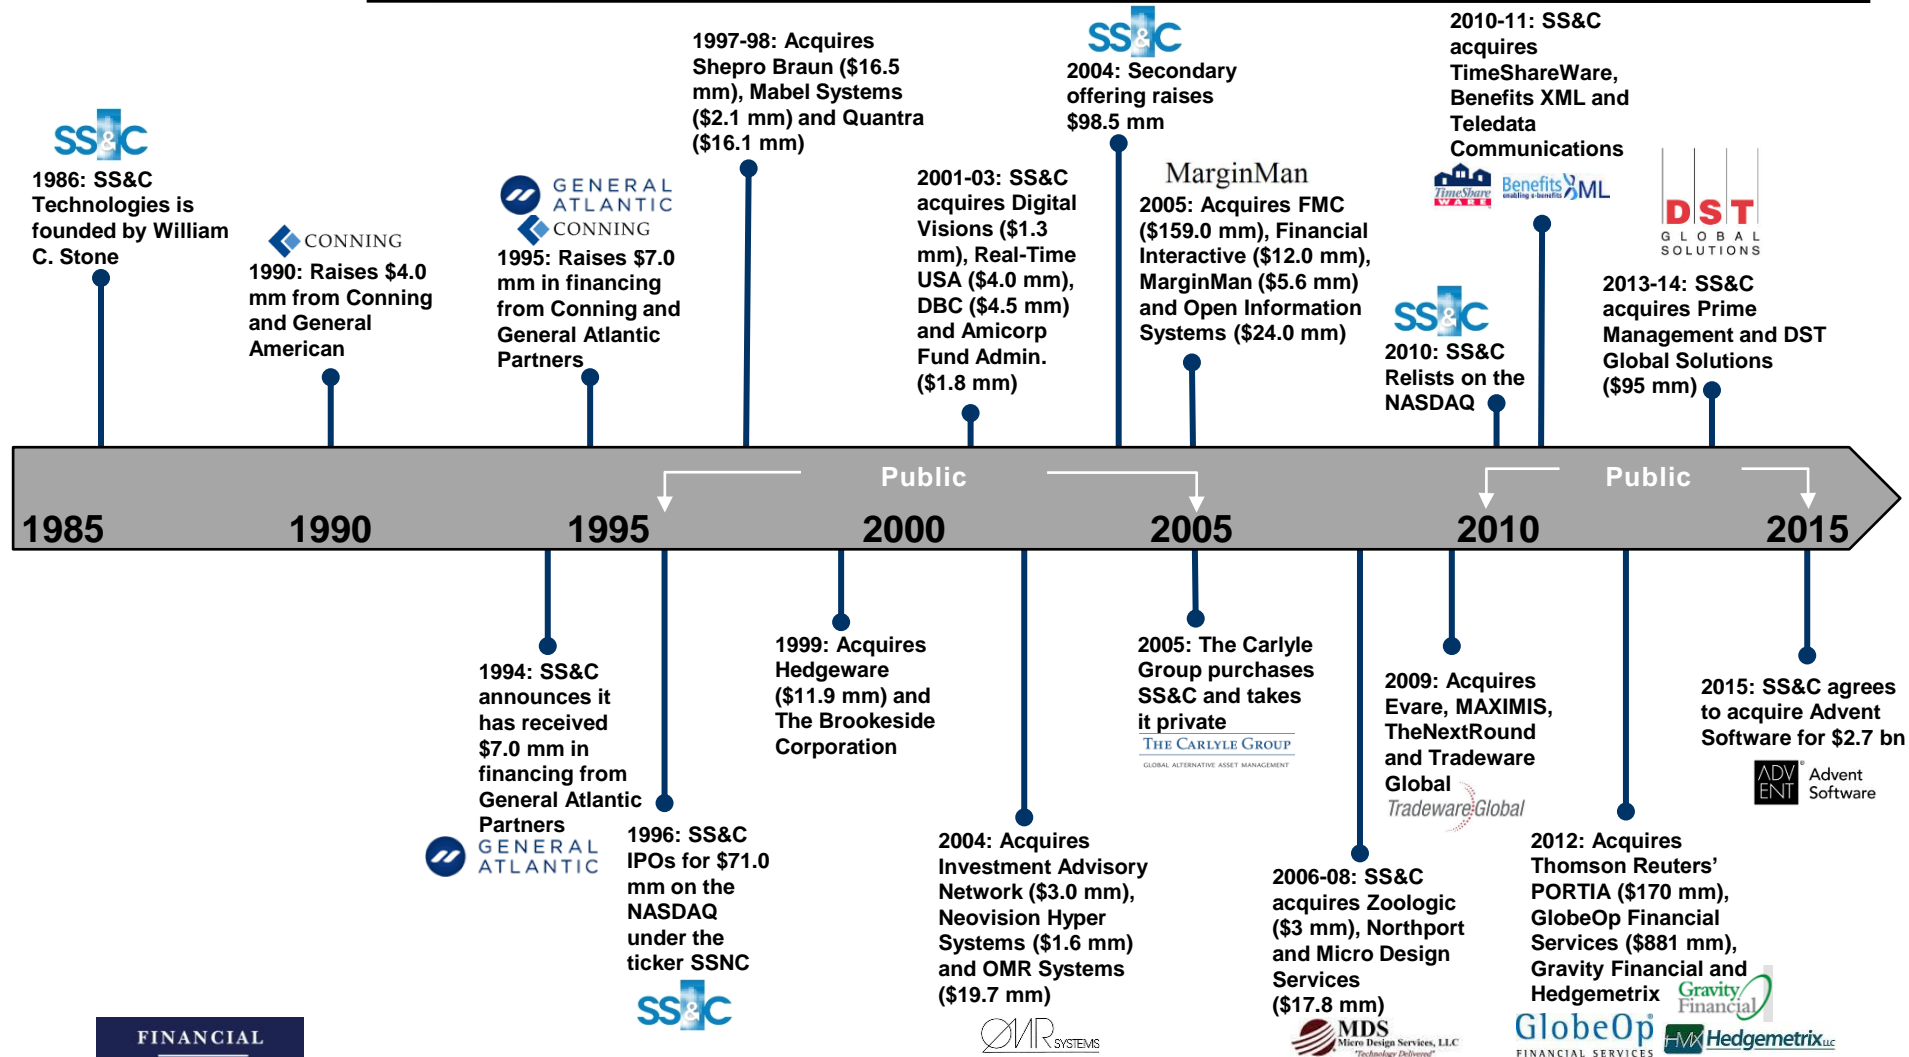 SS&C
1986: SS&C
Technologies is
founded by William
C. Stone
CONNING
1990: Raises $4.0
mm from Conning
and General
American
GENERAL
ATLANTIC
CONNING
1995: Raises $7.0
mm in financing
from Conning and
General Atlantic
Partners
1997-98: Acquires
Shepro Braun ($16.5
mm), Mabel Systems
($2.1 mm) and Quantra
($16.1 mm)
2001-03: SS&C
acquires Digital
Visions ($1.3
mm), Real-Time
USA ($4.0 mm),
DBC ($4.5 mm)
and Amicorp
Fund Admin.
($1.8 mm)
SS&C
2004: Secondary
offering raises
$98.5 mm
MarginMan
2005: Acquires FMC
($159.0 mm), Financial
Interactive ($12.0 mm),
MarginMan ($5.6 mm)
and Open Information
Systems ($24.0 mm)
SS&C
2010: SS&C
Relists on the
NASDAQ
2010-11: SS&C
acquires
TimeShareWare,
Benefits XML and
Teledata
Communications
TimeShare
WARE
Benefits XML
enabling e-benefits
DST
GLOBAL
SOLUTIONS
2013-14: SS&C
acquires Prime
Management and DST
Global Solutions
($95 mm)
Public
Public
1985
1990
1995
2000
2005
2010
2015
1994: SS&C
announces it
has received
$7.0 mm in
financing from
General Atlantic
Partners
GENERAL
ATLANTIC
1996: SS&C
IPOs for $71.0
mm on the
NASDAQ
under the
ticker SSNC
SS&C
1999: Acquires
Hedgeware
($11.9 mm) and
The Brookeside
Corporation
2004: Acquires
Investment Advisory
Network ($3.0 mm),
Neovision Hyper
Systems ($1.6 mm)
and OMR Systems
($19.7 mm)
OMR SYSTEMS
2005: The Carlyle
Group purchases
SS&C and takes
it private
THE CARLYLE GROUP
GLOBAL ALTERNATIVE ASSET MANAGEMENT
2006-08: SS&C
acquires Zoologic
($3 mm), Northport
and Micro Design
Services
($17.8 mm)
MDS
Micro Design Services, LLC
"Technology Delivered"
2009: Acquires
Evare, MAXIMIS,
TheNextRound
and Tradeware
Global
Tradeware Global
2012: Acquires
Thomson Reuters'
PORTIA ($170 mm),
GlobeOp Financial
Services ($881 mm),
Gravity Financial and
Hedgemetrix
Gravity
Financial
GlobeOp
FINANCIAL SERVICES
HMX Hedgemetrix LLC
2015: SS&C agrees
to acquire Advent
Software for $2.7 bn
ADV
ENT
Advent
Software
FINANCIAL